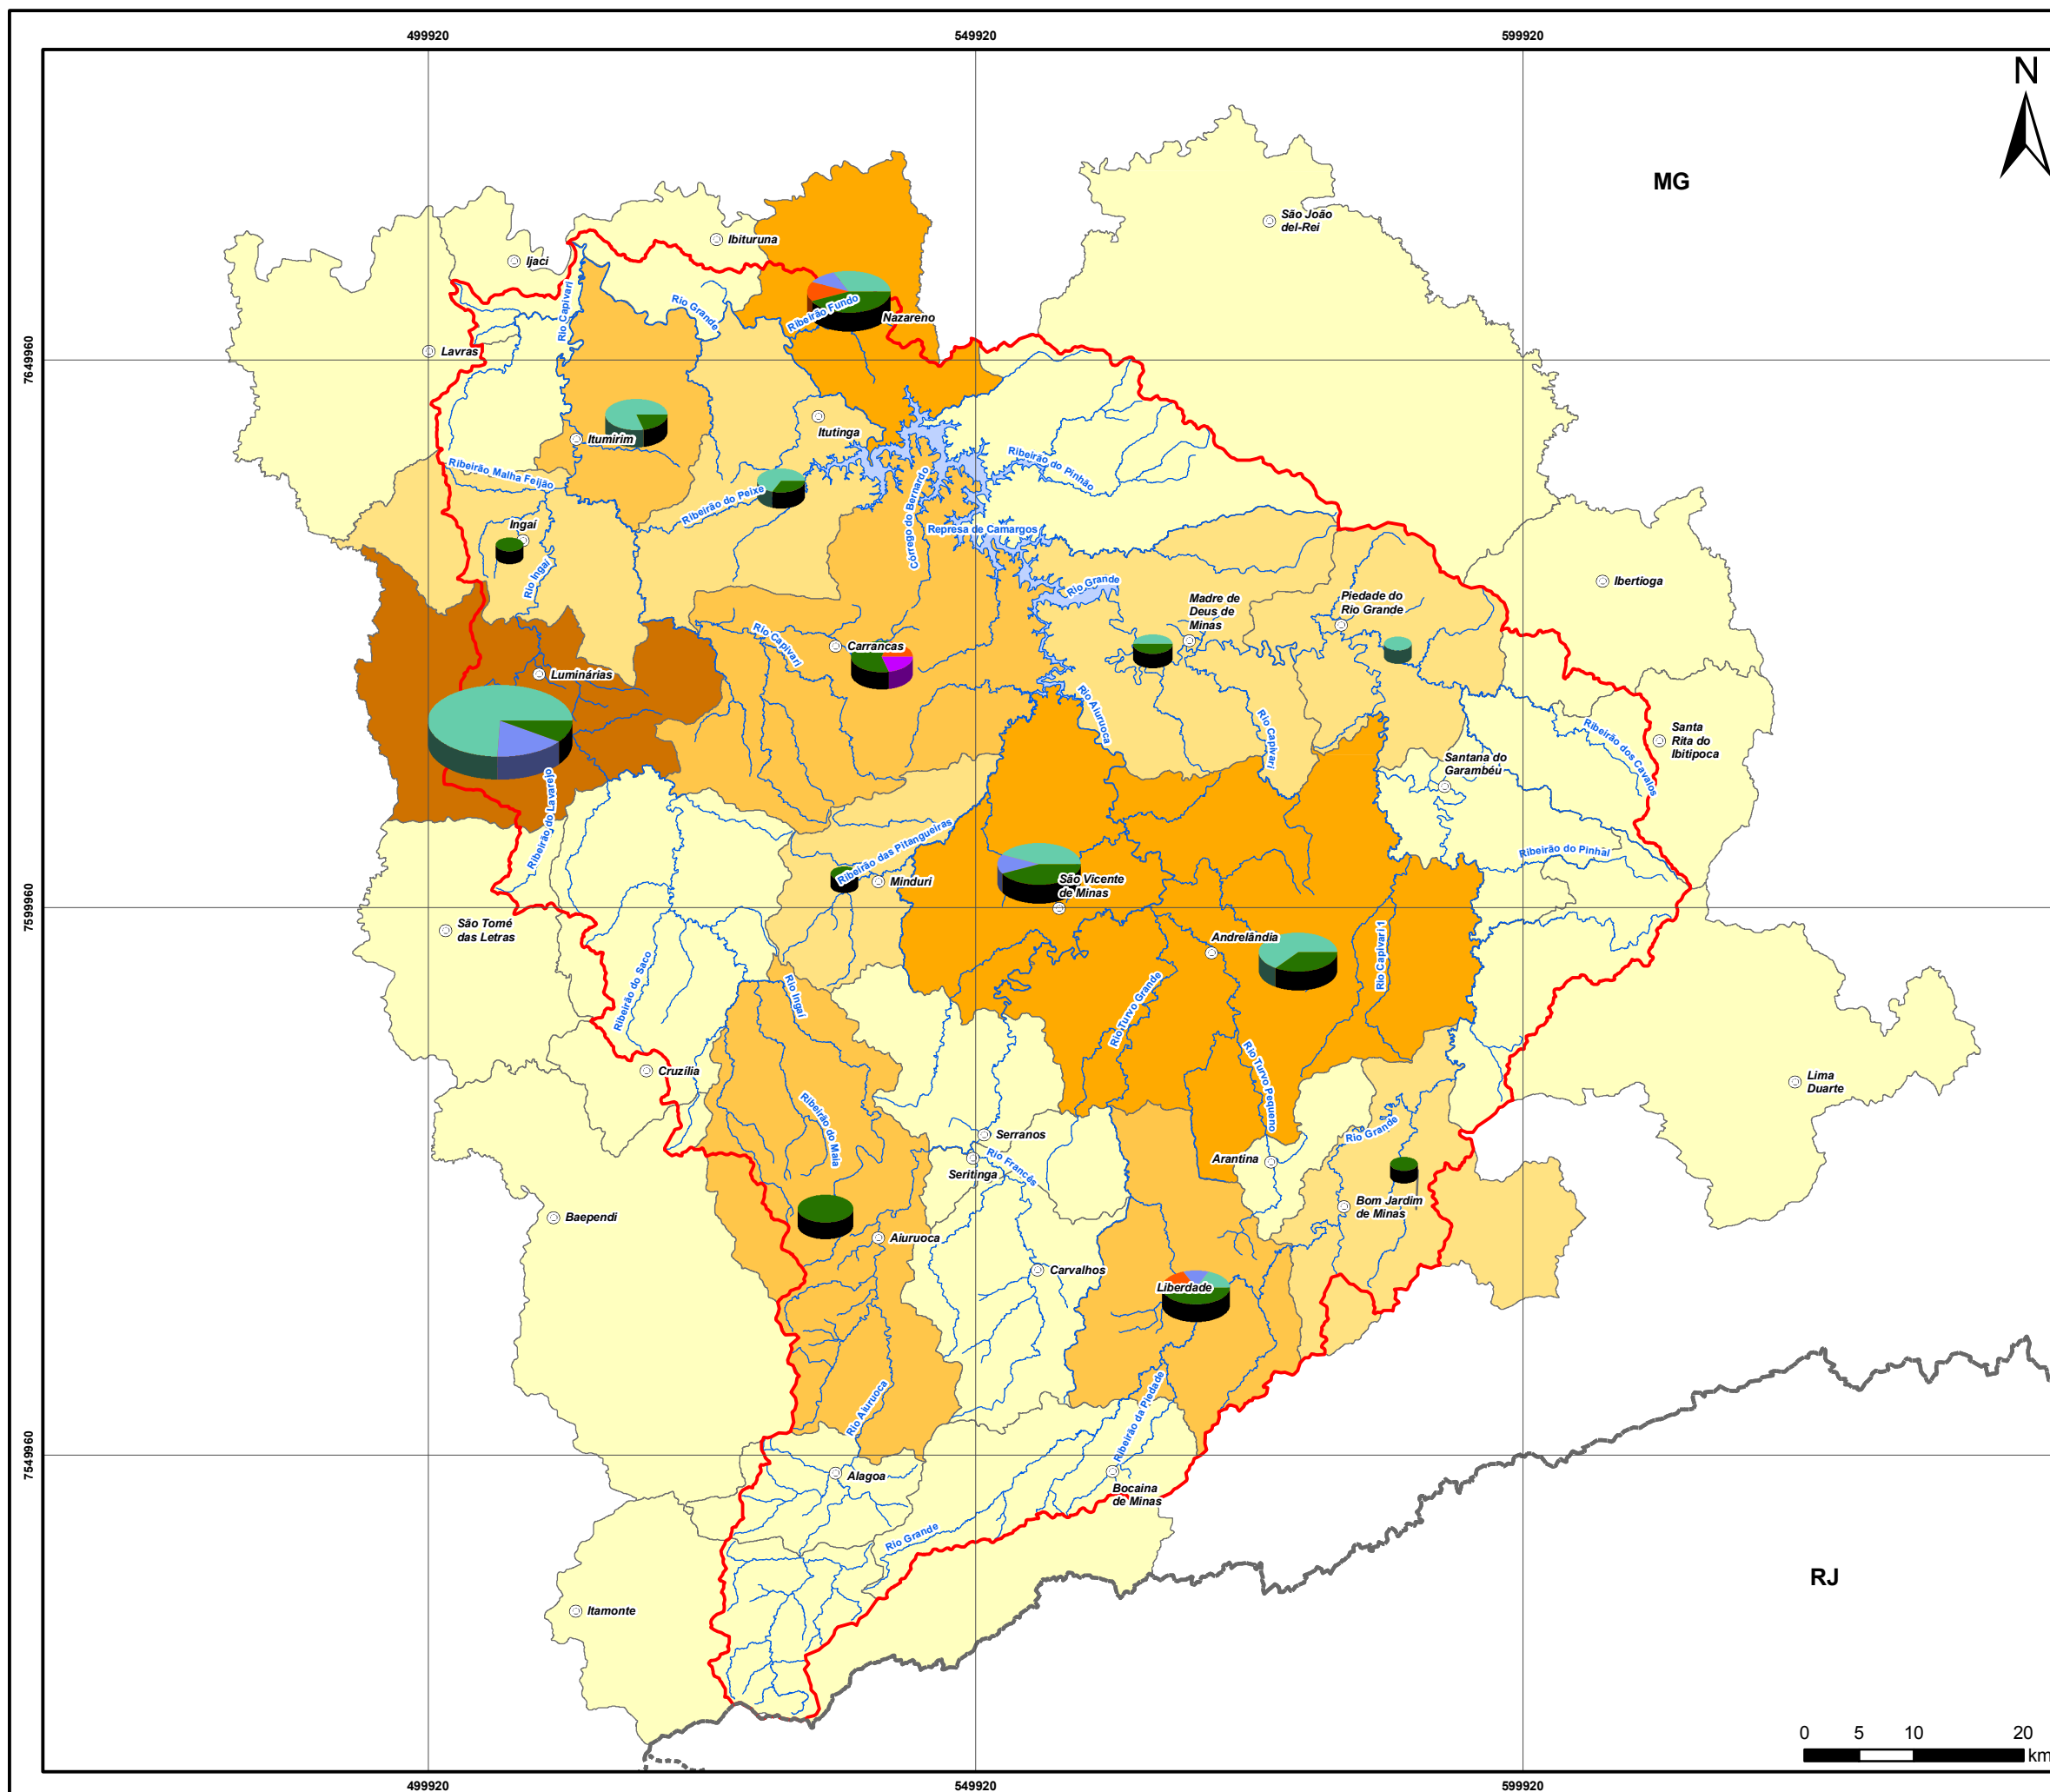 499920
549920
599920
N
MG
São João
del-Rei
Ibituruna
Ijaci
Rio Capivari
Rio Grande
Ribeirão Fundo
Nazareno
7649960
Lavras
Itutinga
Itumirim
Ribeirão Malha Feijão
Ribeirão do Peixe
Corrego do Bernardo
Ribeirão do Pinhão
Represa de Camargos
Ingaí
Rio Ingaí
Rio Grande
Ibertioga
Madre de
Deus de
Minas
Piedade do
Rio Grande
Rio Capivari
Carrancas
Luminárias
Rio Aiuruoca
Rio Capivari
Ribeirão dos Cavalos
Santa
Rita do
Ibitipoca
Santana do
Garambéu
Ribeirão do Lavarejo
Ribeirão das Pitangueiras
Ribeirão do Pinhal
Minduri
São Vicente
de Minas
7599960
São Tomé
das Letras
Andrelândia
Rio Capivari 1
Ribeirão do Saco
Rio Ingaí
Rio Turvo Grande
Rio Turvo Pequeno
Cruzília
Lima
Duarte
Ribeirão do Maia
Serranos
Rio Grande
Seritinga
Rio Francês
Arantina
Baependi
Bom Jardim
de Minas
Aiuruoca
Carvalhos
Liberdade
Rio Aiuruoca
Ribeirão da Piedade
7549960
Alagoa
Bocaina
de Minas
Rio Grande
RJ
Itamonte
0 5 10 20
km
499920
549920
599920